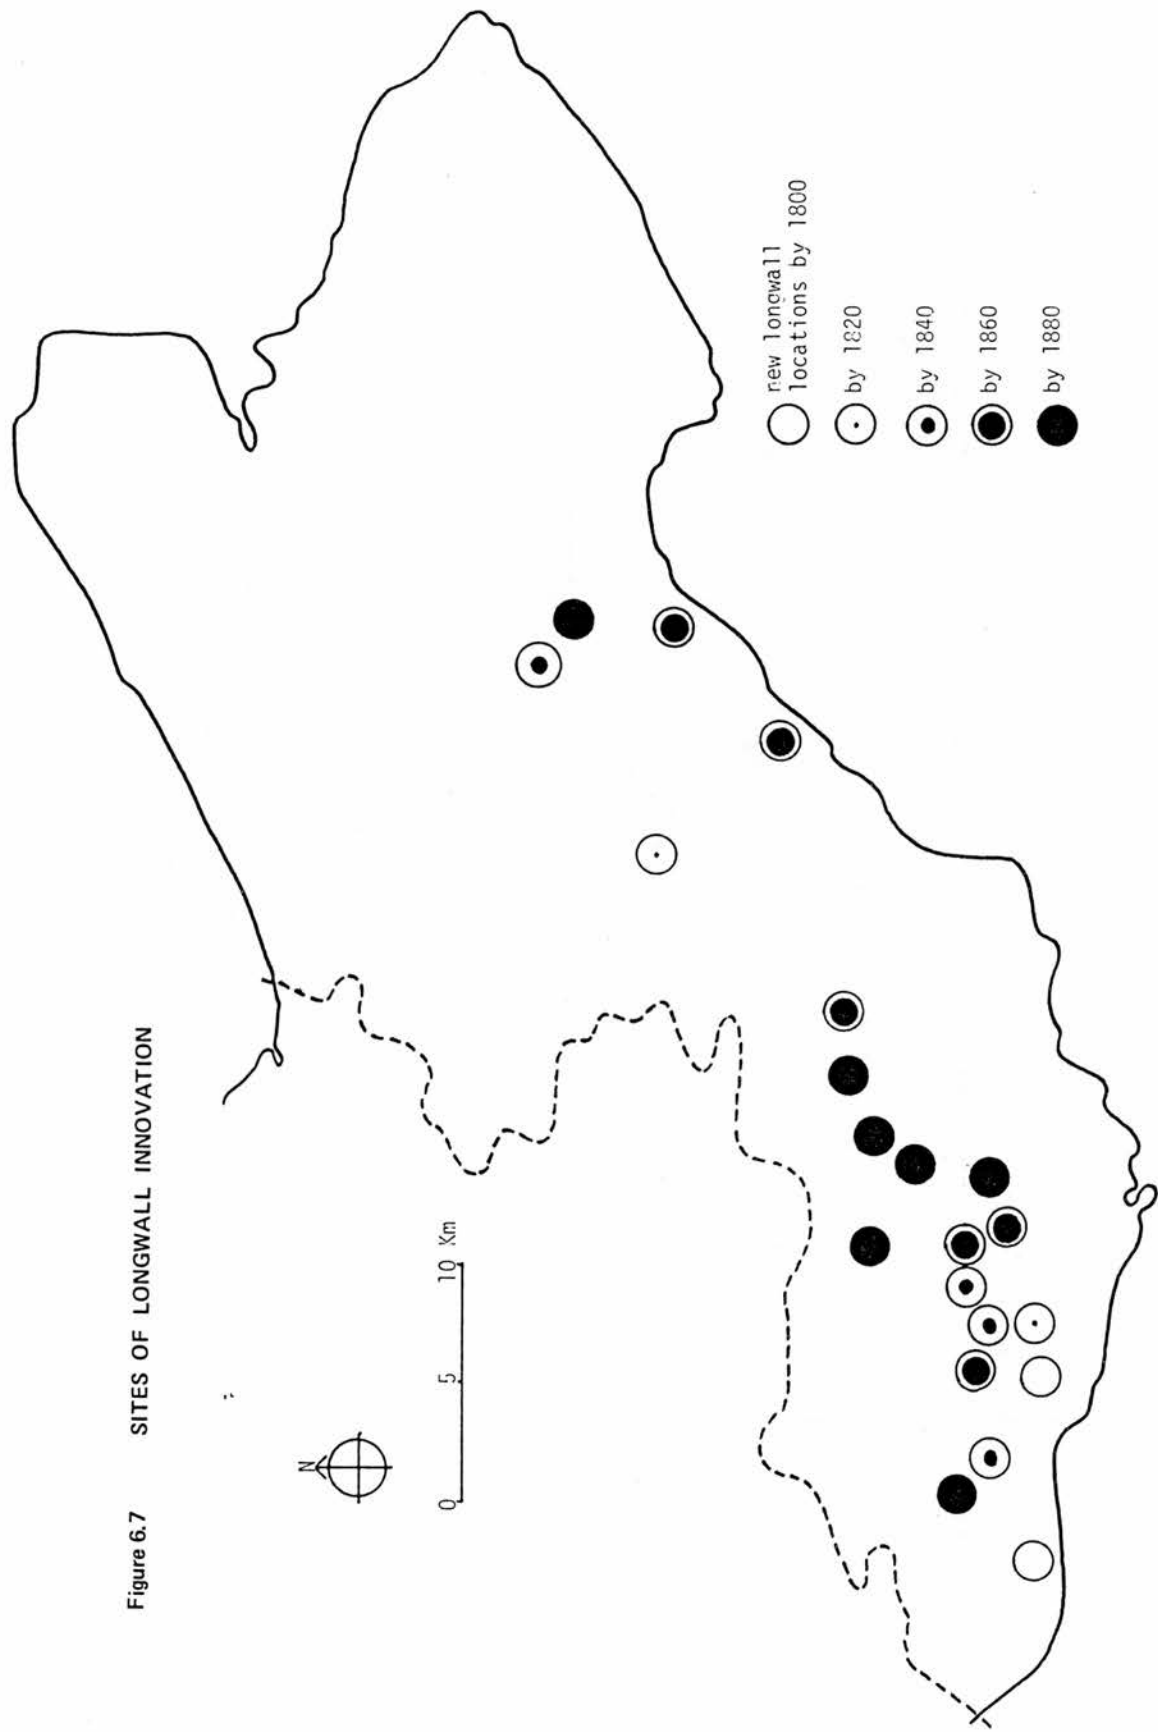 Figure 6.7 SITES OF LONGWALL INNOVATION
N
0 5 10 Km
new longwall
locations by 1800
by 1820
by 1840
by 1860
by 1880